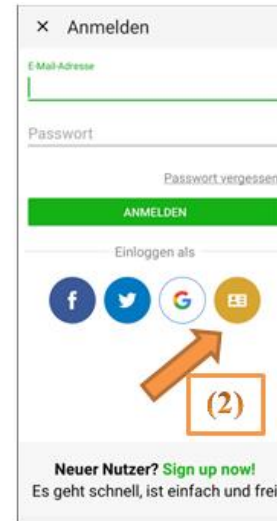 × Anmelden
E-Mail-Adresse
Passwort
Passwort vergessen
ANMELDEN
Einloggen als
f G
(2)
Neuer Nutzer? Sign up now!
Es geht schnell, ist einfach und frei